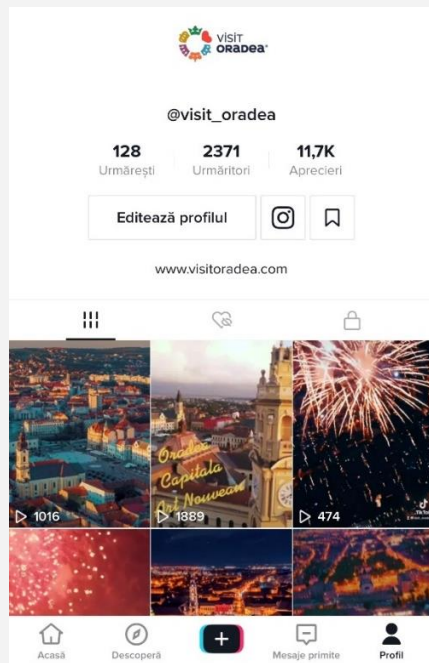 VISIT
ORADEA
@visit_oradea
128 2371 11,7K
Urmărești Urmăritori Aprecieri
Editează profilul
www.visitoradea.com
Oradea
Capitala
Art Nouveau
1016 1889 474
TikTok
Acasă Descoperă Mesaje primite Profil